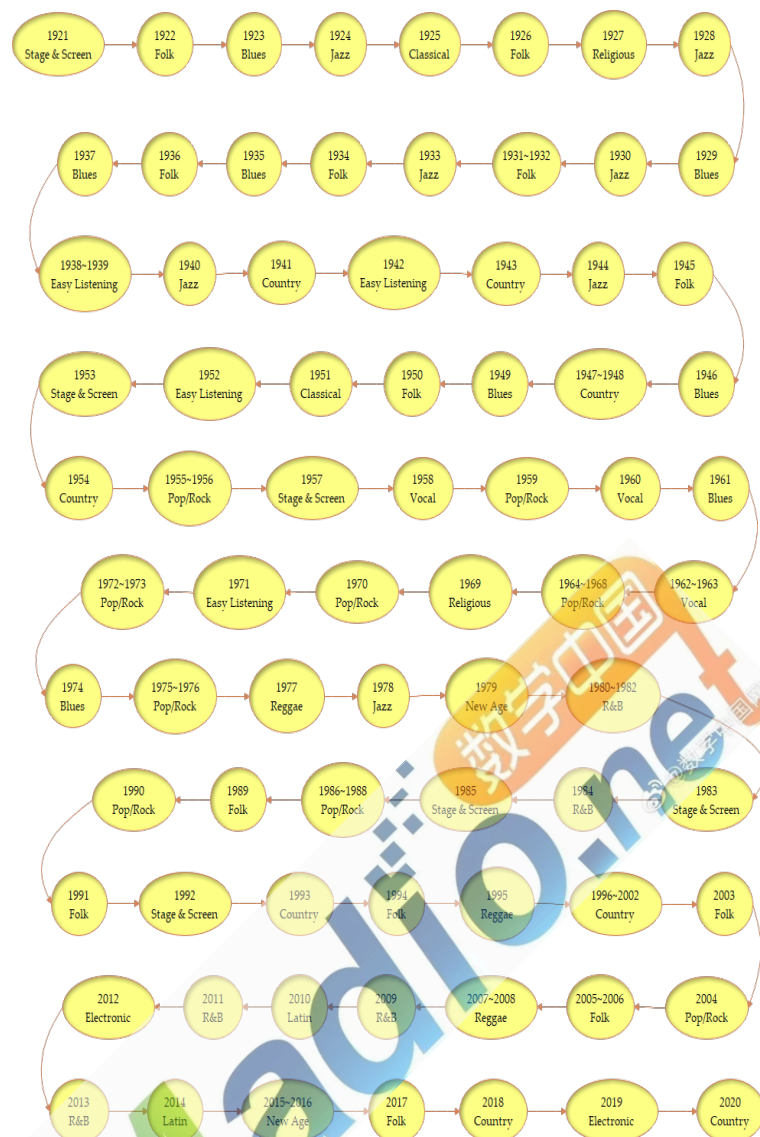 1921
Stage & Screen
1922
Folk
1923
Blues
1924
Jazz
1925
Classical
1926
Folk
1927
Religious
1928
Jazz
1929
Blues
1930
Jazz
1931~1932
Folk
1933
Jazz
1934
Folk
1935
Blues
1936
Folk
1937
Blues
1938~1939
Easy Listening
1940
Jazz
1941
Country
1942
Easy Listening
1943
Country
1944
Jazz
1945
Folk
1946
Blues
1947~1948
Country
1949
Blues
1950
Folk
1951
Classical
1952
Easy Listening
1953
Stage & Screen
1954
Country
1955~1956
Pop/Rock
1957
Stage & Screen
1958
Vocal
1959
Pop/Rock
1960
Vocal
1961
Blues
1962~1963
Vocal
1964~1968
Pop/Rock
1969
Religious
1970
Pop/Rock
1971
Easy Listening
1972~1973
Pop/Rock
1974
Blues
1975~1976
Pop/Rock
1977
Reggae
1978
Jazz
1979
New Age
1980~1982
R&B
1983
Stage & Screen
1984
R&B
1985
Stage & Screen
1986~1988
Pop/Rock
1989
Folk
1990
Pop/Rock
1991
Folk
1992
Stage & Screen
1993
Country
1994
Folk
1995
Reggae
1996~2002
Country
2003
Folk
2004
Pop/Rock
2005~2006
Folk
2007~2008
Reggae
2009
R&B
2010
Latin
2011
R&B
2012
Electronic
2013
R&B
2014
Latin
2015~2016
New Age
2017
Folk
2018
Country
2019
Electronic
2020
Country
数学中国
adio.net
@数学中国